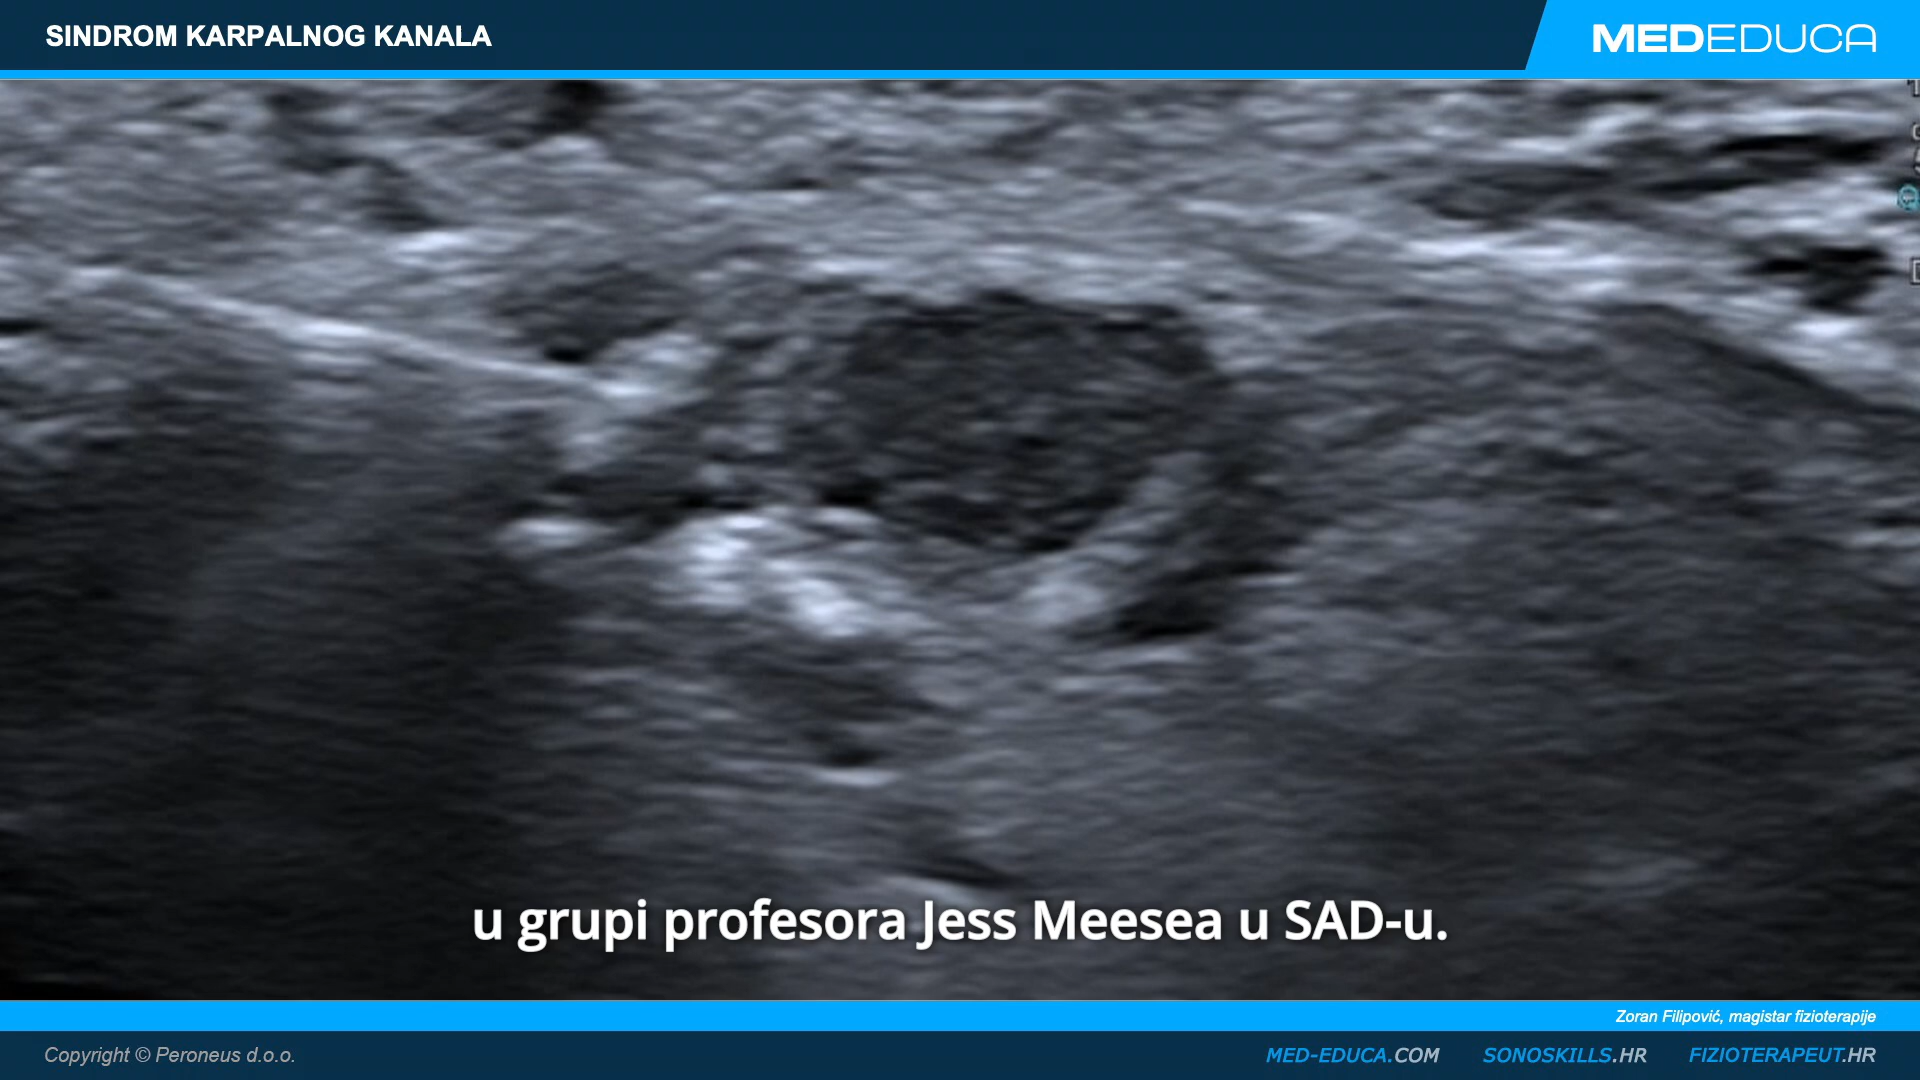 SINDROM KARPALNOG KANALA
MEDEDUCA
u grupi profesora Jess Meesea u SAD-u.
Zoran Filipović, magistar fizioterapije
Copyright © Peroneus d.o.o.
MED-EDUCA.COM SONOSKILLS.HR FIZIOTERAPEUT.HR